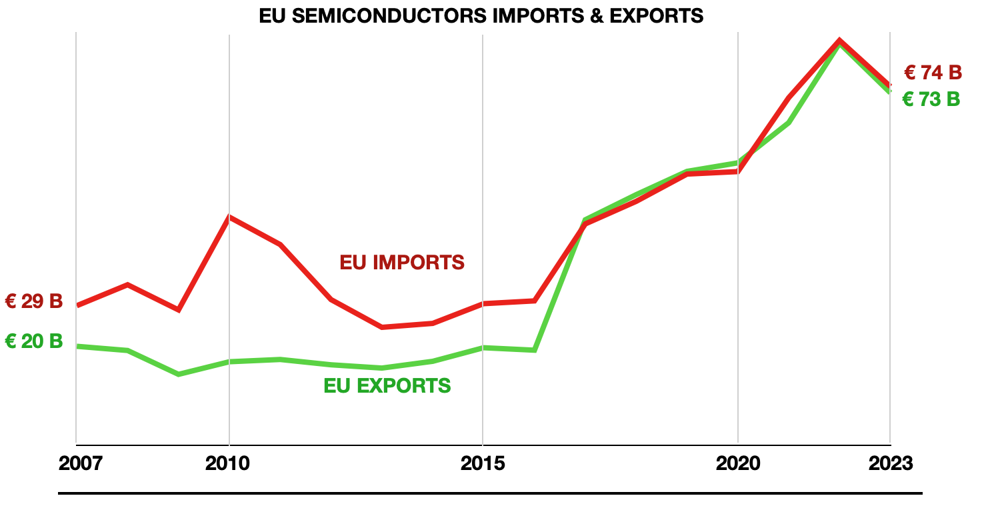 EU SEMICONDUCTORS IMPORTS & EXPORTS
€ 74 B
€ 73 B
EU IMPORTS
€ 29 B
€ 20 B
EU EXPORTS
2007 2010 2015 2020 2023